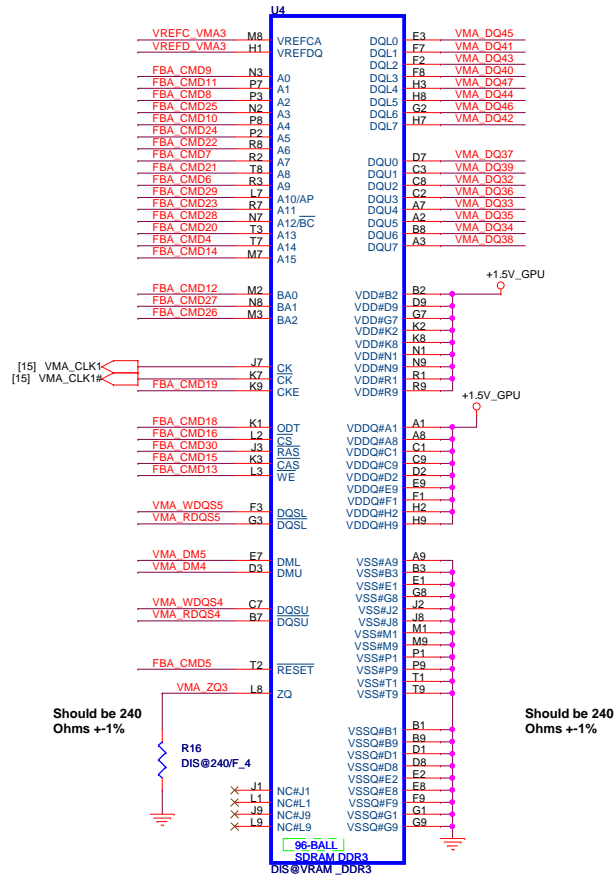 U4
VREFC_VMA3 M8 VREFCA DQL0 E3 VMA_DQ45
VREFD_VMA3 H1 VREFDQ DQL1 F7 VMA_DQ41
DQL2 F2 VMA_DQ43
FBA_CMD9 N3 A0 DQL3 F8 VMA_DQ40
FBA_CMD11 P7 A1 DQL4 H3 VMA_DQ47
FBA_CMD8 P3 A2 DQL5 H8 VMA_DQ44
FBA_CMD25 N2 A3 DQL6 G2 VMA_DQ46
FBA_CMD10 P8 A4 DQL7 H7 VMA_DQ42
FBA_CMD24 P2 A5
FBA_CMD22 R8 A6
FBA_CMD7 R2 A7 DQU0 D7 VMA_DQ37
FBA_CMD21 T8 A8 DQU1 C3 VMA_DQ39
FBA_CMD6 R3 A9 DQU2 C8 VMA_DQ32
FBA_CMD29 L7 A10/AP DQU3 C2 VMA_DQ36
FBA_CMD23 R7 A11 DQU4 A7 VMA_DQ33
FBA_CMD28 N7 A12/BC DQU5 A2 VMA_DQ35
FBA_CMD20 T3 A13 DQU6 B8 VMA_DQ34
FBA_CMD4 T7 A14 DQU7 A3 VMA_DQ38
FBA_CMD14 M7 A15
+1.5V_GPU
FBA_CMD12 M2 BA0 VDD#B2 B2
FBA_CMD27 N8 BA1 VDD#D9 D9
FBA_CMD26 M3 BA2 VDD#G7 G7
VDD#K2 K2
VDD#K8 K8
VDD#N1 N1
[15] VMA_CLK1 J7 CK VDD#N9 N9
[15] VMA_CLK1# K7 CK VDD#R1 R1
FBA_CMD19 K9 CKE VDD#R9 R9
+1.5V_GPU
FBA_CMD18 K1 ODT VDDQ#A1 A1
FBA_CMD16 L2 CS VDDQ#A8 A8
FBA_CMD30 J3 RAS VDDQ#C1 C1
FBA_CMD15 K3 CAS VDDQ#C9 C9
FBA_CMD13 L3 WE VDDQ#D2 D2
VDDQ#E9 E9
VMA_WDQS5 F3 DQSL VDDQ#F1 F1
VMA_RDQS5 G3 DQSL VDDQ#H2 H2
VDDQ#H9 H9
VMA_DM5 E7 DML VSS#A9 A9
VMA_DM4 D3 DMU VSS#B3 B3
VSS#E1 E1
VSS#G8 G8
VMA_WDQS4 C7 DQSU VSS#J2 J2
VMA_RDQS4 B7 DQSU VSS#J8 J8
VSS#M1 M1
VSS#M9 M9
VSS#P1 P1
FBA_CMD5 T2 RESET VSS#P9 P9
VSS#T1 T1
VMA_ZQ3 L8 ZQ VSS#T9 T9
Should be 240
Ohms +-1%
Should be 240
Ohms +-1%
VSSQ#B1 B1
VSSQ#B9 B9
R16 VSSQ#D1 D1
DIS@240/F_4 VSSQ#D8 D8
VSSQ#E2 E2
J1 NC#J1 VSSQ#E8 E8
L1 NC#L1 VSSQ#F9 F9
J9 NC#J9 VSSQ#G1 G1
L9 NC#L9 VSSQ#G9 G9
96-BALL
SDRAM DDR3
DIS@VRAM _DDR3